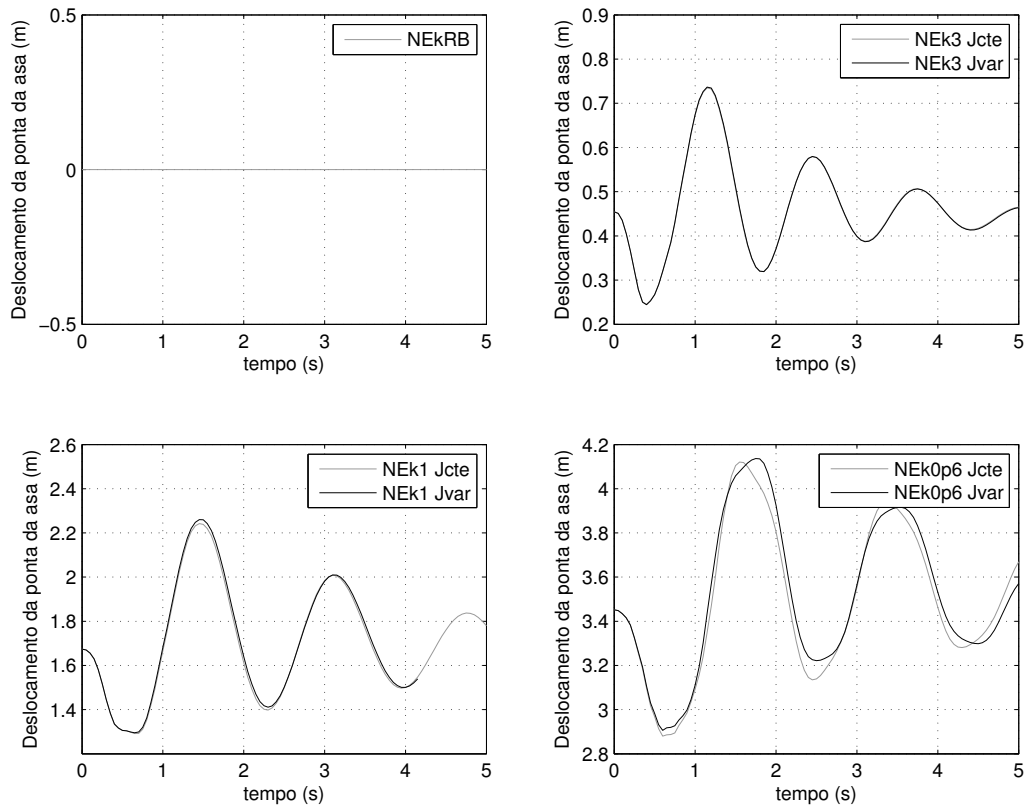 0.5
0
−0.5
Deslocamento da ponta da asa (m)
NEkRB
0 1 2 3 4 5
tempo (s)
0.9
0.8
0.7
0.6
0.5
0.4
0.3
0.2
Deslocamento da ponta da asa (m)
NEk3 Jcte
NEk3 Jvar
0 1 2 3 4 5
tempo (s)
2.6
2.4
2.2
2
1.8
1.6
1.4
Deslocamento da ponta da asa (m)
NEk1 Jcte
NEk1 Jvar
0 1 2 3 4 5
tempo (s)
4.2
4
3.8
3.6
3.4
3.2
3
2.8
Deslocamento da ponta da asa (m)
NEk0p6 Jcte
NEk0p6 Jvar
0 1 2 3 4 5
tempo (s)